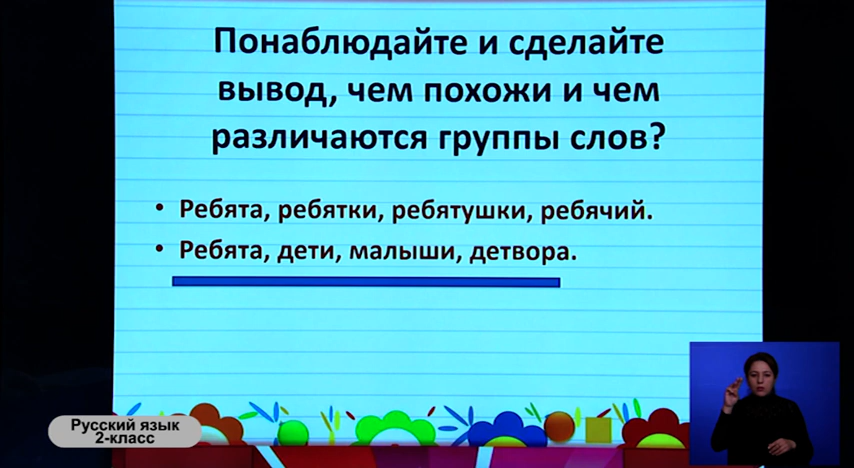 Понаблюдайте и сделайте
вывод, чем похожи и чем
различаются группы слов?
• Ребята, ребятки, ребятушки, ребячий.
• Ребята, дети, малыши, детвора.
Русский язык
2-класс